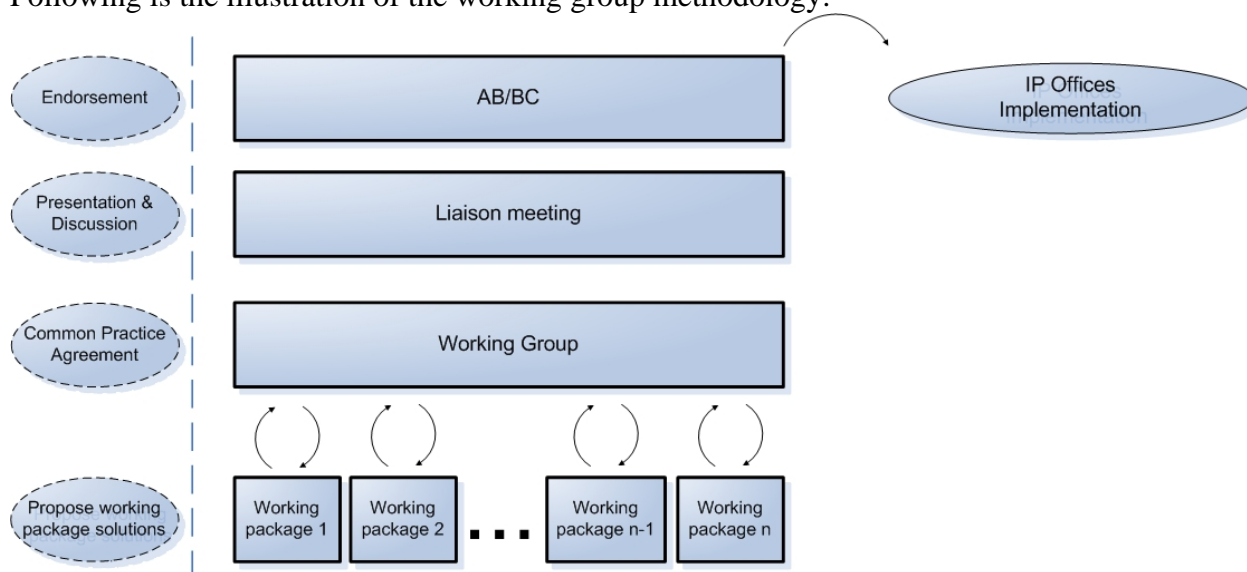 Following is the illustration of the working group methodology:
Endorsement
AB/BC
IP Offices
Implementation
Presentation &
Discussion
Liaison meeting
Common Practice
Agreement
Working Group
Propose working
package solutions
Working
package 1
Working
package 2
...
Working
package n-1
Working
package n